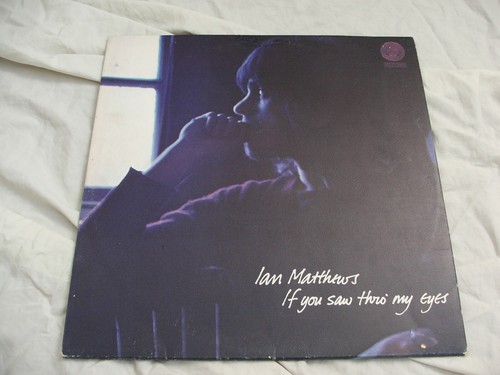 Ian Matthews
If you saw thro' my eyes